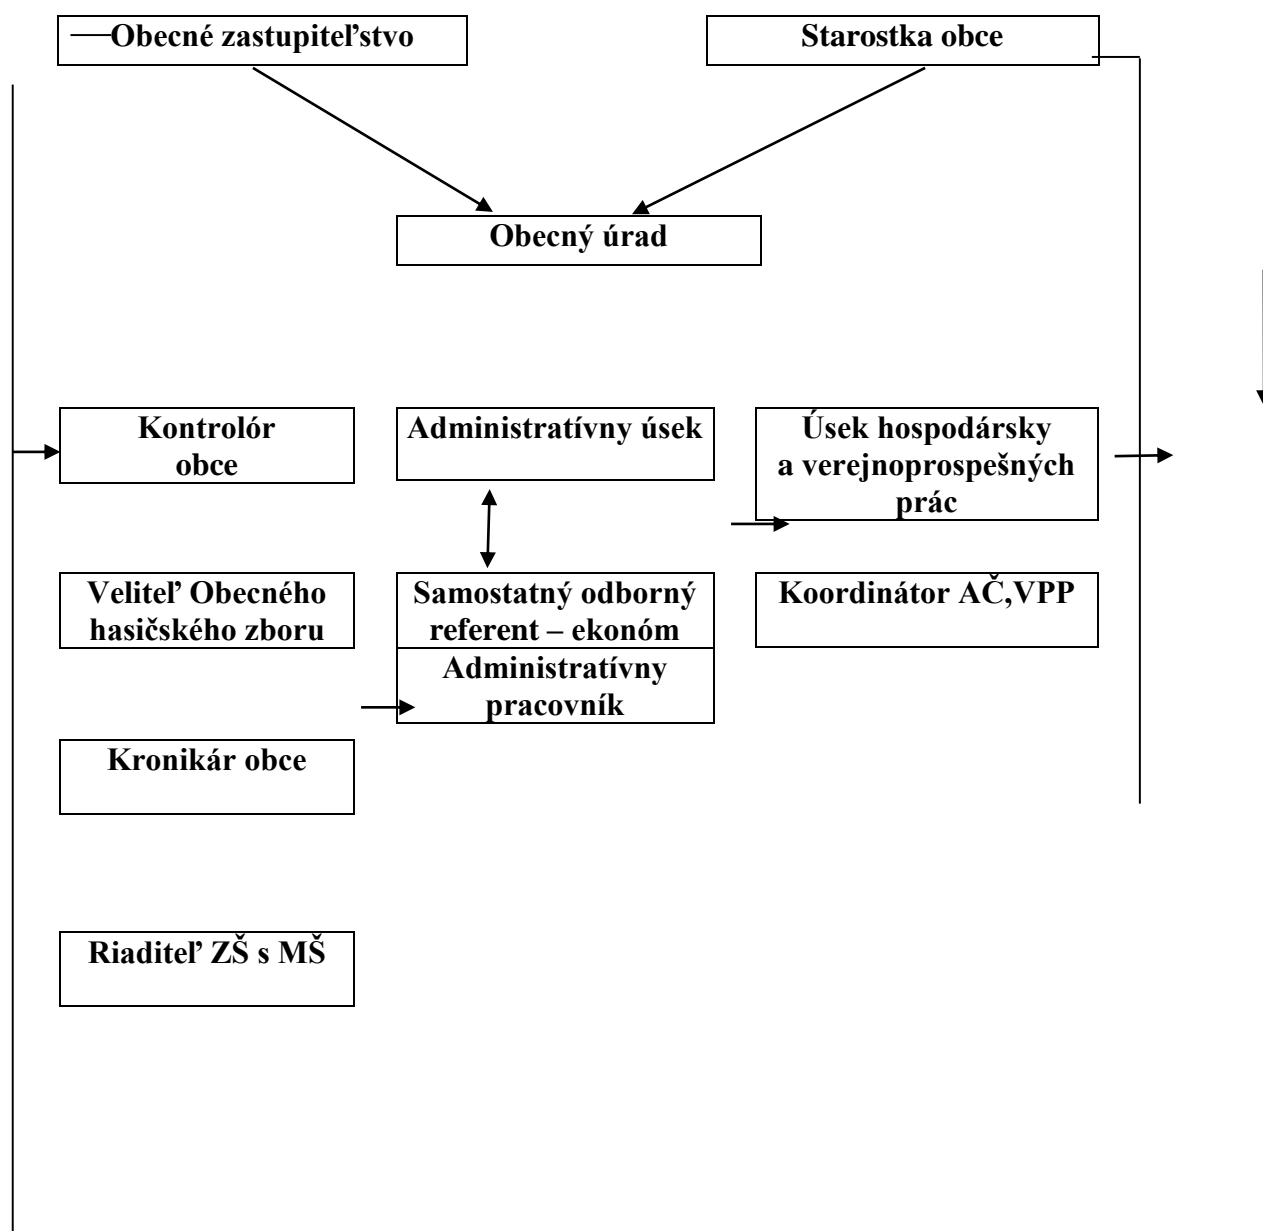 Obecné zastupiteľstvo
Starostka obce
Obecný úrad
Kontrolór
obce
Administratívny úsek
Úsek hospodársky
a verejnoprospešných
prác
Veliteľ Obecného
hasičského zboru
Samostatný odborný
referent – ekonóm
Koordinátor AČ,VPP
Administratívny
pracovník
Kronikár obce
Riaditeľ ZŠ s MŠ